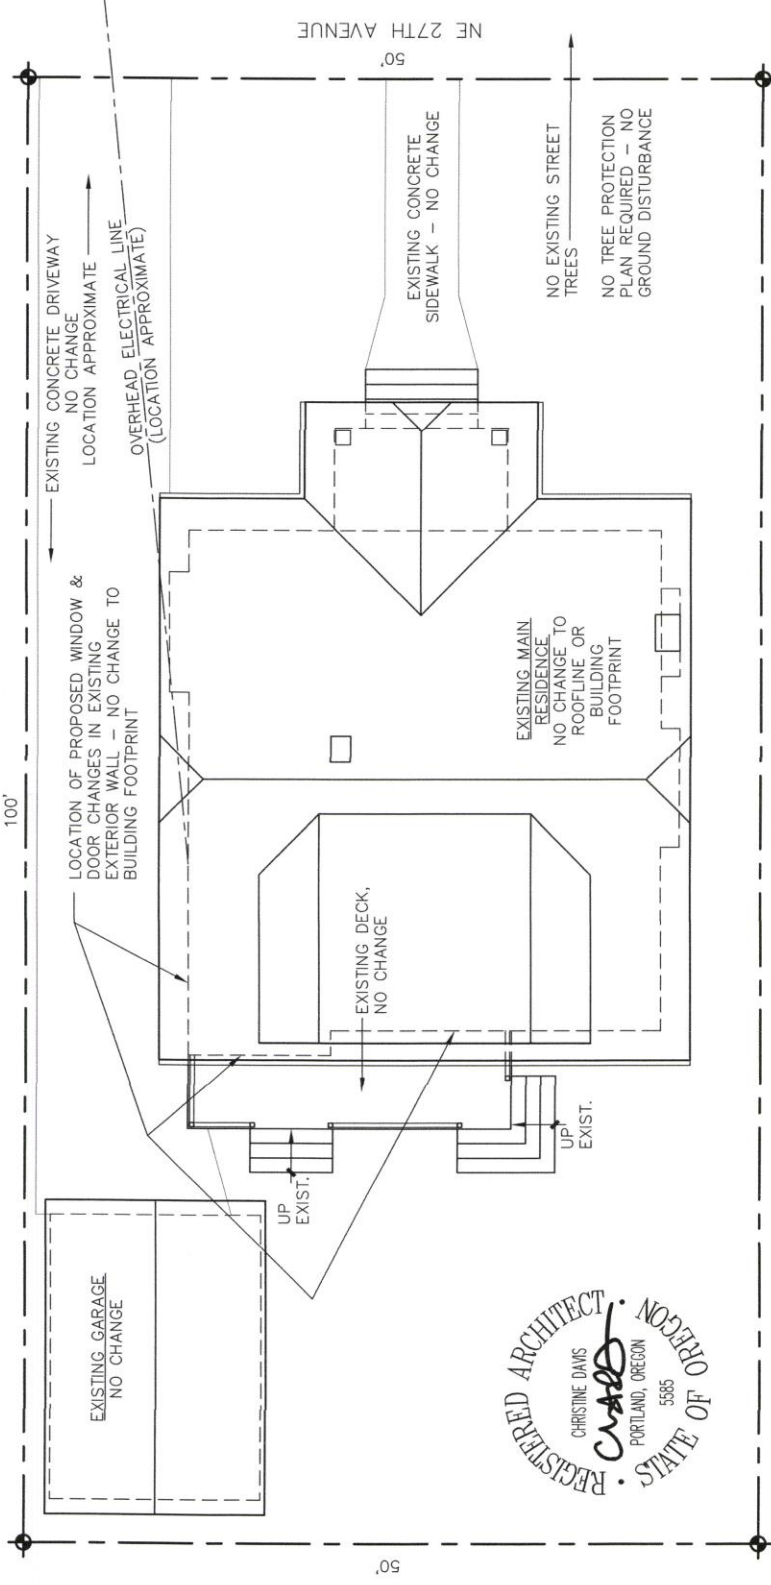 100'
EXISTING CONCRETE DRIVEWAY
NO CHANGE
LOCATION APPROXIMATE
OVERHEAD ELECTRICAL LINE
(LOCATION APPROXIMATE)
LOCATION OF PROPOSED WINDOW &
DOOR CHANGES IN EXISTING
EXTERIOR WALL – NO CHANGE TO
BUILDING FOOTPRINT
EXISTING GARAGE
NO CHANGE
50'
UP
EXIST.
EXISTING DECK,
NO CHANGE
UP
EXIST.
EXISTING MAIN
RESIDENCE
NO CHANGE TO
ROOFLINE OR
BUILDING
FOOTPRINT
EXISTING CONCRETE
SIDEWALK – NO CHANGE
NO EXISTING STREET
TREES
NO TREE PROTECTION
PLAN REQUIRED – NO
GROUND DISTURBANCE
50'
NE 27TH AVENUE
REGISTERED ARCHITECT
CHRISTINE DAVIS
PORTLAND, OREGON
5585
STATE OF OREGON